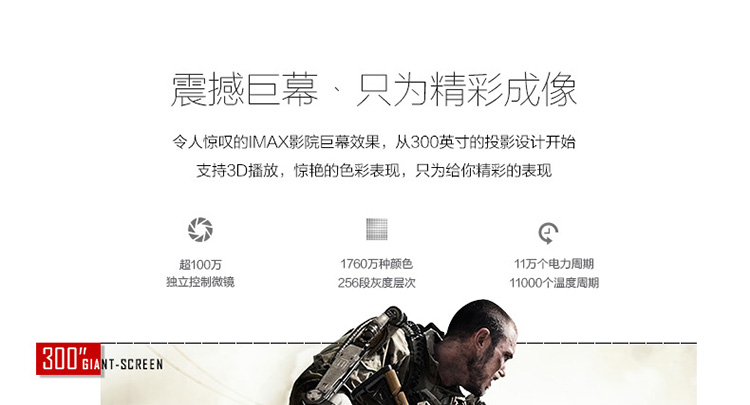 震撼巨幕、只为精彩成像
令人惊叹的IMAX影院巨幕效果，从300英寸的投影设计开始
支持3D播放，惊艳的色彩表现，只为给你精彩的表现
超100万
独立控制微镜
1760万种颜色
256段灰度层次
11万个电力周期
11000个温度周期
300" GIANT-SCREEN